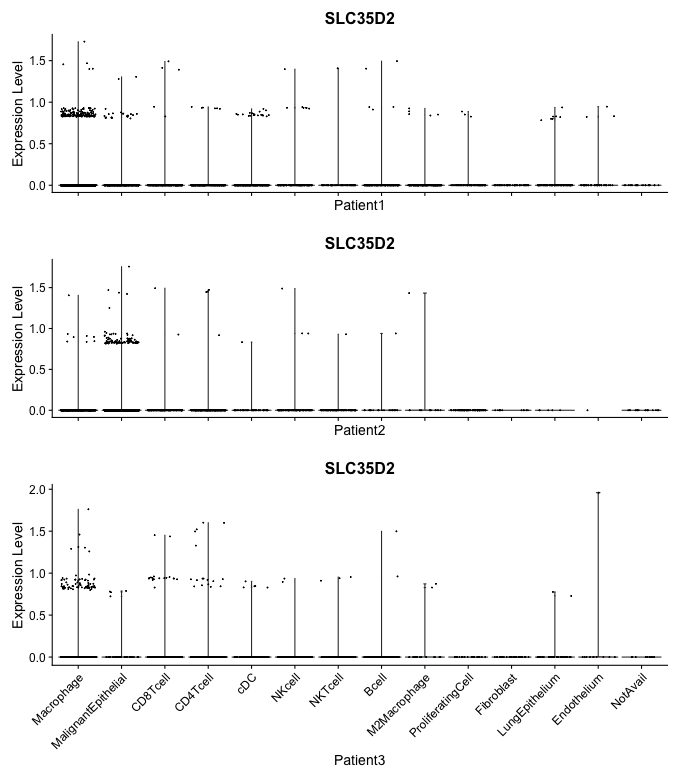 SLC35D2
Expression Level
1.5
1.0
0.5
0.0
Patient1
SLC35D2
Expression Level
1.5
1.0
0.5
0.0
Patient2
SLC35D2
Expression Level
2.0
1.5
1.0
0.5
0.0
Macrophage
MalignantEpithelial
CD8Tcell
CD4Tcell
cDC
NKcell
NKTcell
Bcell
M2Macrophage
ProliferatingCell
Fibroblast
LungEpithelium
Endothelium
NotAvail
Patient3